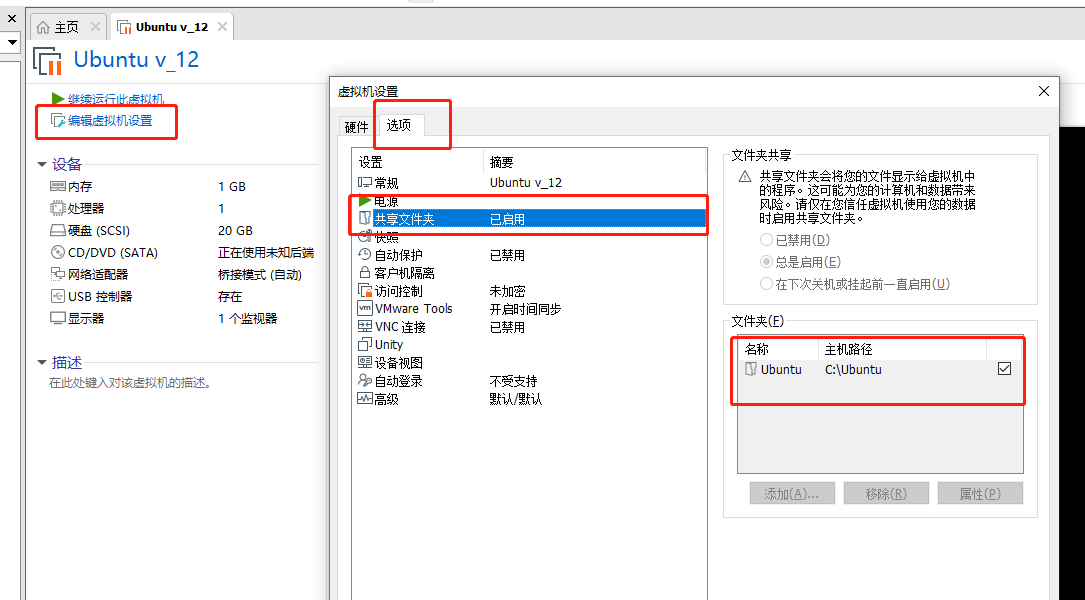 主页
Ubuntu v_12
Ubuntu v_12
继续运行此虚拟机
编辑虚拟机设置
设备
内存 1 GB
处理器 1
硬盘 (SCSI) 20 GB
CD/DVD (SATA) 正在使用未知后端
网络适配器 桥接模式 (自动)
USB 控制器 存在
显示器 1 个监视器
描述
在此处键入对该虚拟机的描述。
虚拟机设置
硬件 选项
设置 摘要
常规 Ubuntu v_12
电源
共享文件夹 已启用
快照
自动保护 已禁用
客户机隔离
访问控制 未加密
VMware Tools 开启时间同步
VNC 连接 已禁用
Unity
设备视图
自动登录 不受支持
高级 默认/默认
文件夹共享
共享文件夹会将您的文件显示给虚拟机中
的程序。这可能为您的计算机和数据带来
风险。请仅在您信任虚拟机使用您的数据
时启用共享文件夹。
已禁用(D)
总是启用(E)
在下次关机或挂起前一直启用(U)
文件夹(F)
名称 主机路径
Ubuntu C:\Ubuntu
添加(A)... 移除(R) 属性(P)